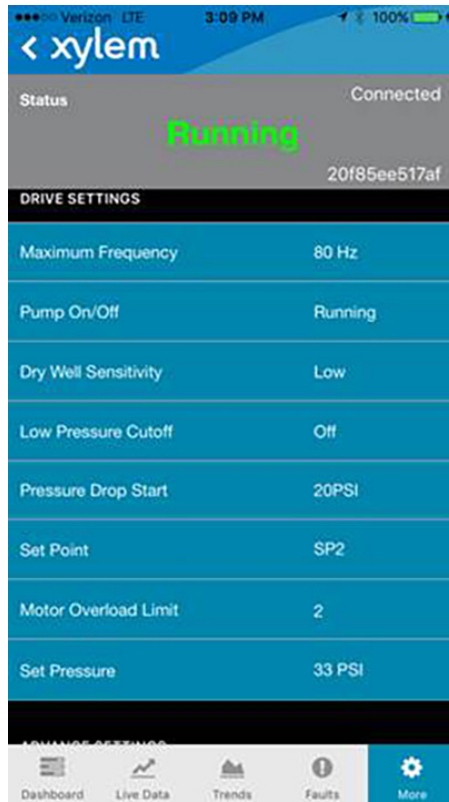 Verizon LTE 3:09 PM 100%
< xylem
Status Connected
Running
20f85ee517af
DRIVE SETTINGS
Maximum Frequency 80 Hz
Pump On/Off Running
Dry Well Sensitivity Low
Low Pressure Cutoff Off
Pressure Drop Start 20PSI
Set Point SP2
Motor Overload Limit 2
Set Pressure 33 PSI
ADVANCE SETTINGS
Dashboard Live Data Trends Faults More